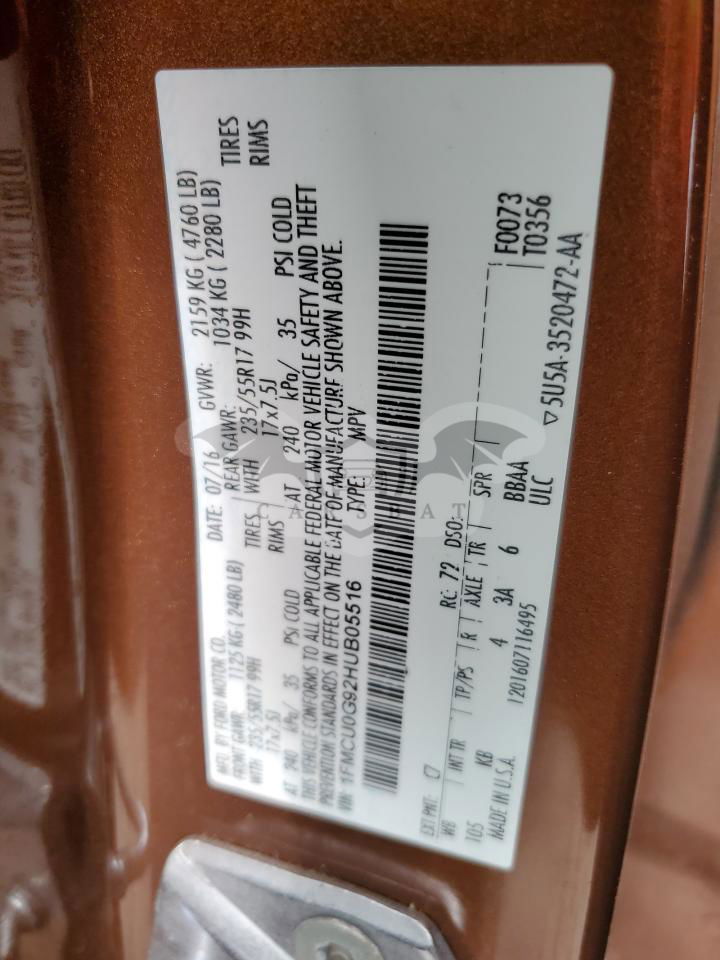 MFD. BY FORD MOTOR CO. DATE: 07/16 GVWR: 2159 KG ( 4760 LB)
FRONT GAWR: 1125 KG ( 2480 LB) REAR GAWR: 1034 KG ( 2280 LB)
WITH 235/55R17 99H TIRES WITH 235/55R17 99H TIRES
17x7.5J RIMS 17x7.5J RIMS
AT 240 kPa/ 35 PSI COLD AT 240 kPa/ 35 PSI COLD
THIS VEHICLE CONFORMS TO ALL APPLICABLE FEDERAL MOTOR VEHICLE SAFETY AND THEFT
PREVENTION STANDARDS IN EFFECT ON THE DATE OF MANUFACTURE SHOWN ABOVE.
VIN: 1FMCU0G92HUB05516 TYPE: MPV
CARSBAT
EXT PNT: C7 RC: 72 DSO: F0073
WB INT TR TP/PS R AXLE TR SPR T0356
105 KB 4 3A 6 BBAA
MADE IN U.S.A. 1201607116495 ULC
▽5U5A-3520472-AA